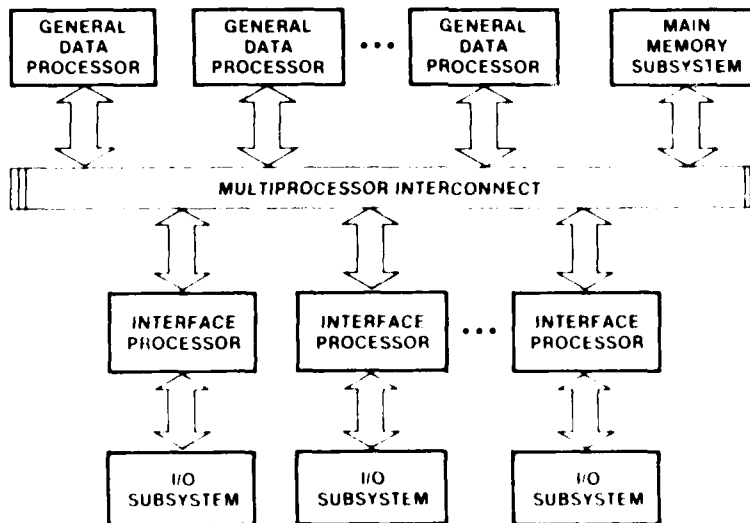 GENERAL
DATA
PROCESSOR
GENERAL
DATA
PROCESSOR
•••
GENERAL
DATA
PROCESSOR
MAIN
MEMORY
SUBSYSTEM
MULTIPROCESSOR INTERCONNECT
INTERFACE
PROCESSOR
INTERFACE
PROCESSOR
•••
INTERFACE
PROCESSOR
I/O
SUBSYSTEM
I/O
SUBSYSTEM
I/O
SUBSYSTEM